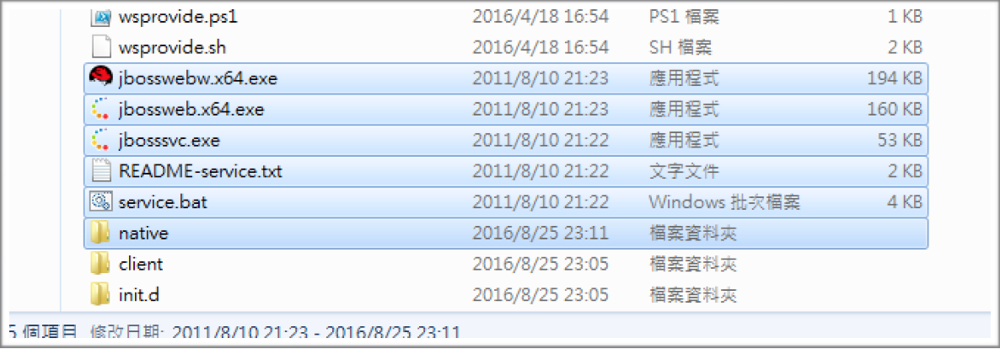 wsprovide.ps1 2016/4/18 16:54 PS1 檔案 1 KB
wsprovide.sh 2016/4/18 16:54 SH 檔案 2 KB
jbosswebw.x64.exe 2011/8/10 21:23 應用程式 194 KB
jbossweb.x64.exe 2011/8/10 21:23 應用程式 160 KB
jbosssvc.exe 2011/8/10 21:22 應用程式 53 KB
README-service.txt 2011/8/10 21:22 文字文件 2 KB
service.bat 2011/8/10 21:22 Windows 批次檔案 4 KB
native 2016/8/25 23:11 檔案資料夾
client 2016/8/25 23:05 檔案資料夾
init.d 2016/8/25 23:05 檔案資料夾
個項目 修改日期: 2011/8/10 21:23 - 2016/8/25 23:11